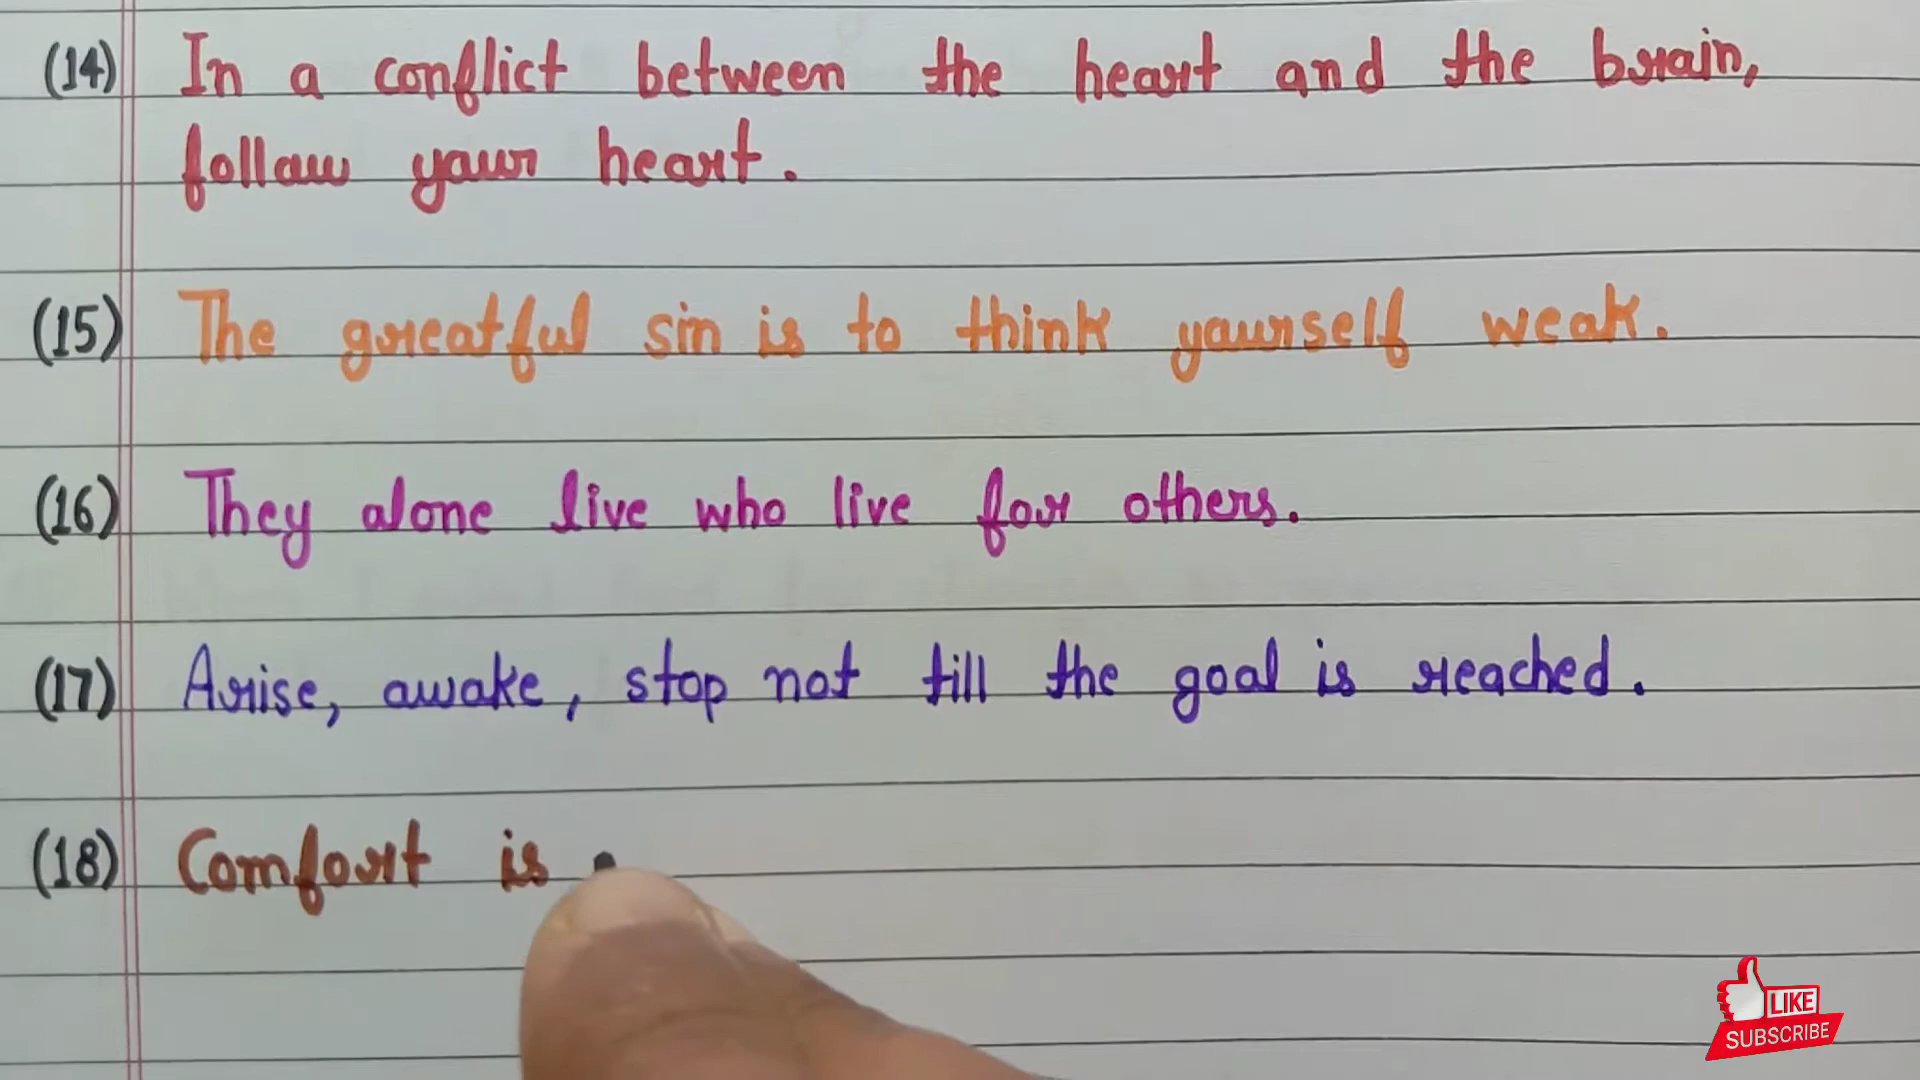 (14) In a conflict between the heart and the brain,
follow your heart.
(15) The greatful sin is to think yourself weak.
(16) They alone live who live for others.
(17) Arise, awake, stop not till the goal is reached.
(18) Comfort is
LIKE
SUBSCRIBE